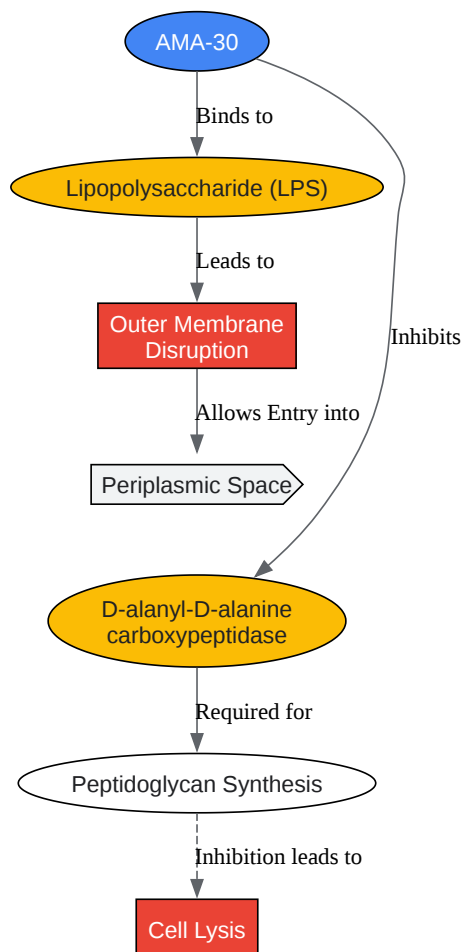 AMA-30
Binds to
Lipopolysaccharide (LPS)
Leads to
Outer Membrane
Disruption
Inhibits
Allows Entry into
Periplasmic Space
D-alanyl-D-alanine
carboxypeptidase
Required for
Peptidoglycan Synthesis
Inhibition leads to
Cell Lysis